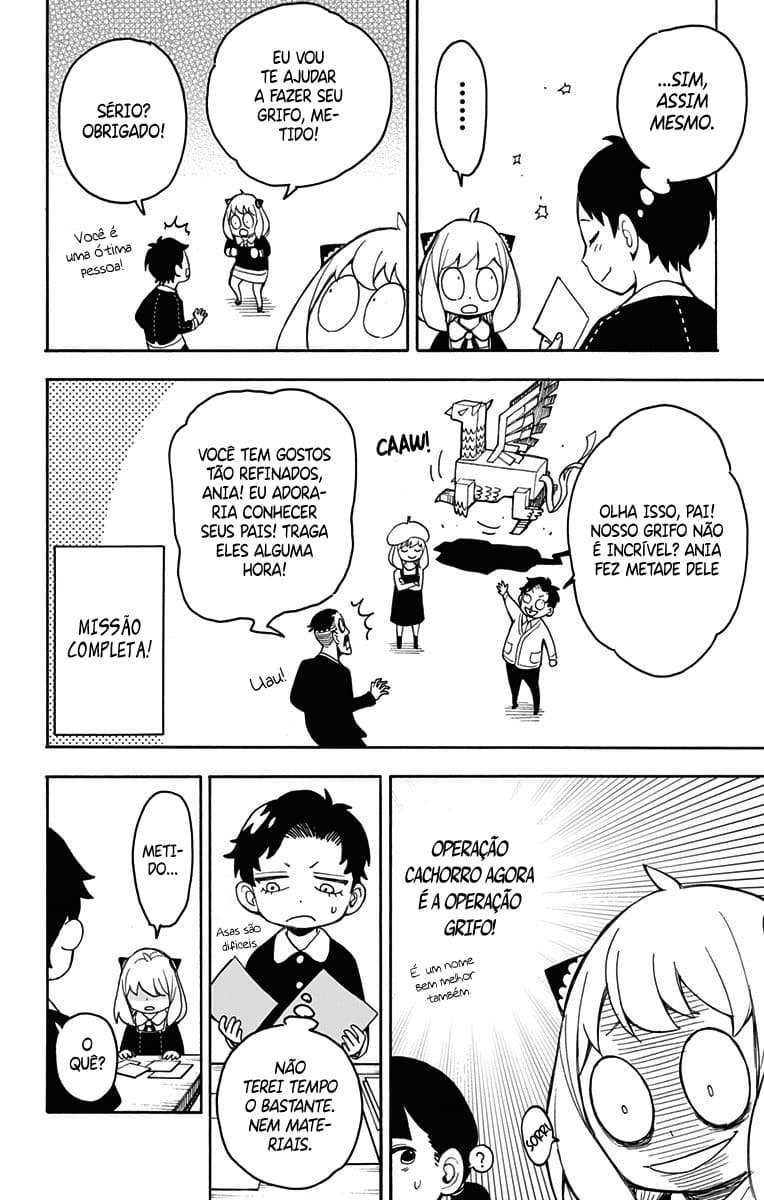 ...SIM,
ASSIM
MESMO.
......
EU VOU
TE AJUDAR
A FAZER SEU
GRIFO, ME-
TIDO!
SÉRIO?
OBRIGADO!
Você é
uma ótima
pessoa!
OLHA ISSO, PAI!
NOSSO GRIFO NÃO
É INCRÍVEL? ANIA
FEZ METADE DELE
CAAW!
VOCÊ TEM GOSTOS
TÃO REFINADOS,
ANIA! EU ADORA-
RIA CONHECER
SEUS PAIS! TRAGA
ELES ALGUMA
HORA!
Uau!
MISSÃO
COMPLETA!
OPERAÇÃO
CACHORRO AGORA
É A OPERAÇÃO
GRIFO!
É um nome
bem melhor
também.
SORRI
?
Asas são
difíceis
NÃO
TEREI TEMPO
O BASTANTE.
NEM MATE-
RIAIS.
METI-
DO...
O
QUÊ?